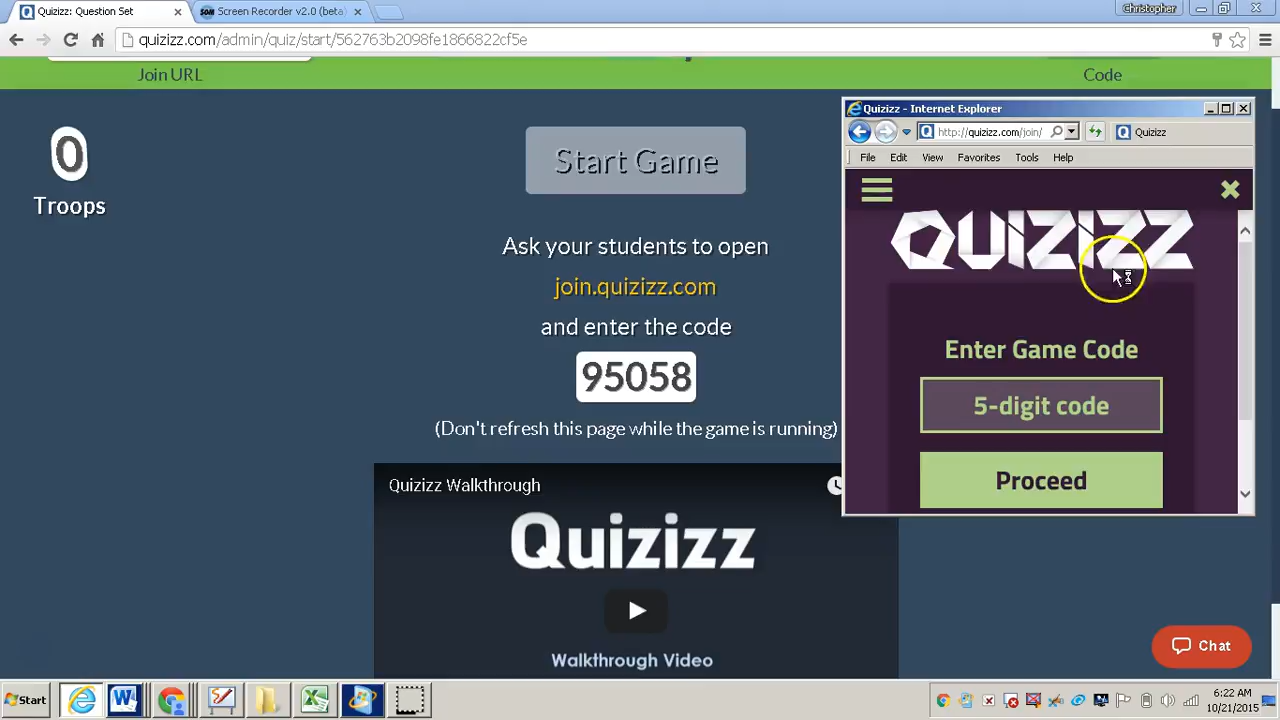 Quizizz: Question Set
Screen Recorder v2.0 (beta)
Christopher
quizizz.com/admin/quiz/start/562763b2098fe1866822cf5e
Join URL
Code
0
Troops
Start Game
Ask your students to open
join.quizizz.com
and enter the code
95058
(Don't refresh this page while the game is running)
Quizizz Walkthrough
Quizizz
Walkthrough Video
Quizizz - Internet Explorer
http://quizizz.com/join/
Quizizz
File Edit View Favorites Tools Help
QUIZIZZ
Enter Game Code
5-digit code
Proceed
Chat
Start
6:22 AM
10/21/2015